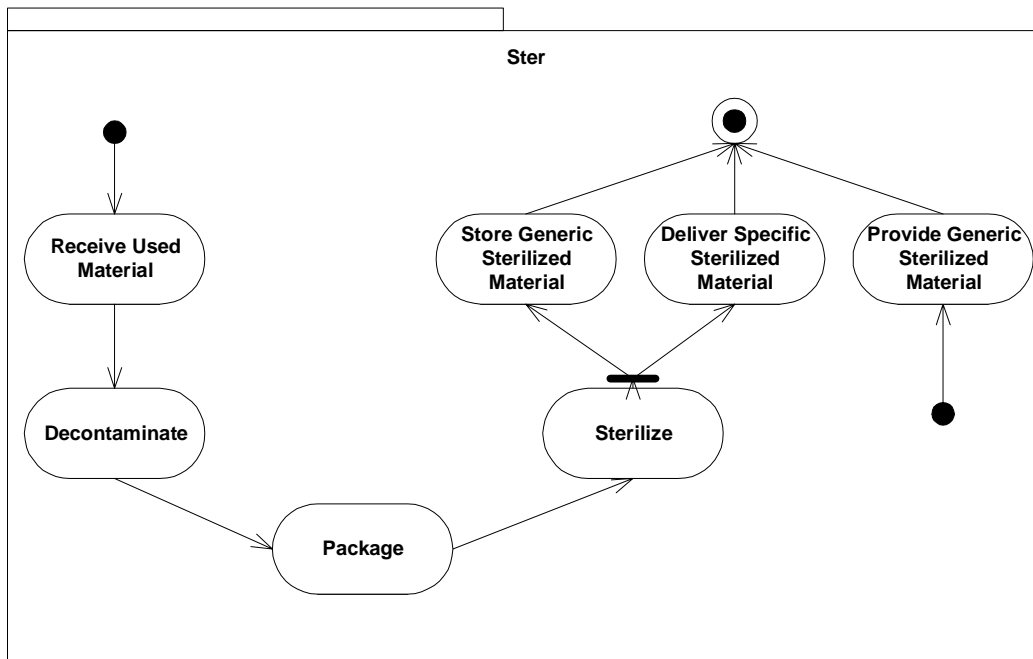 Ster
Receive Used
Material
Store Generic
Sterilized
Material
Deliver Specific
Sterilized
Material
Provide Generic
Sterilized
Material
Decontaminate
Sterilize
Package